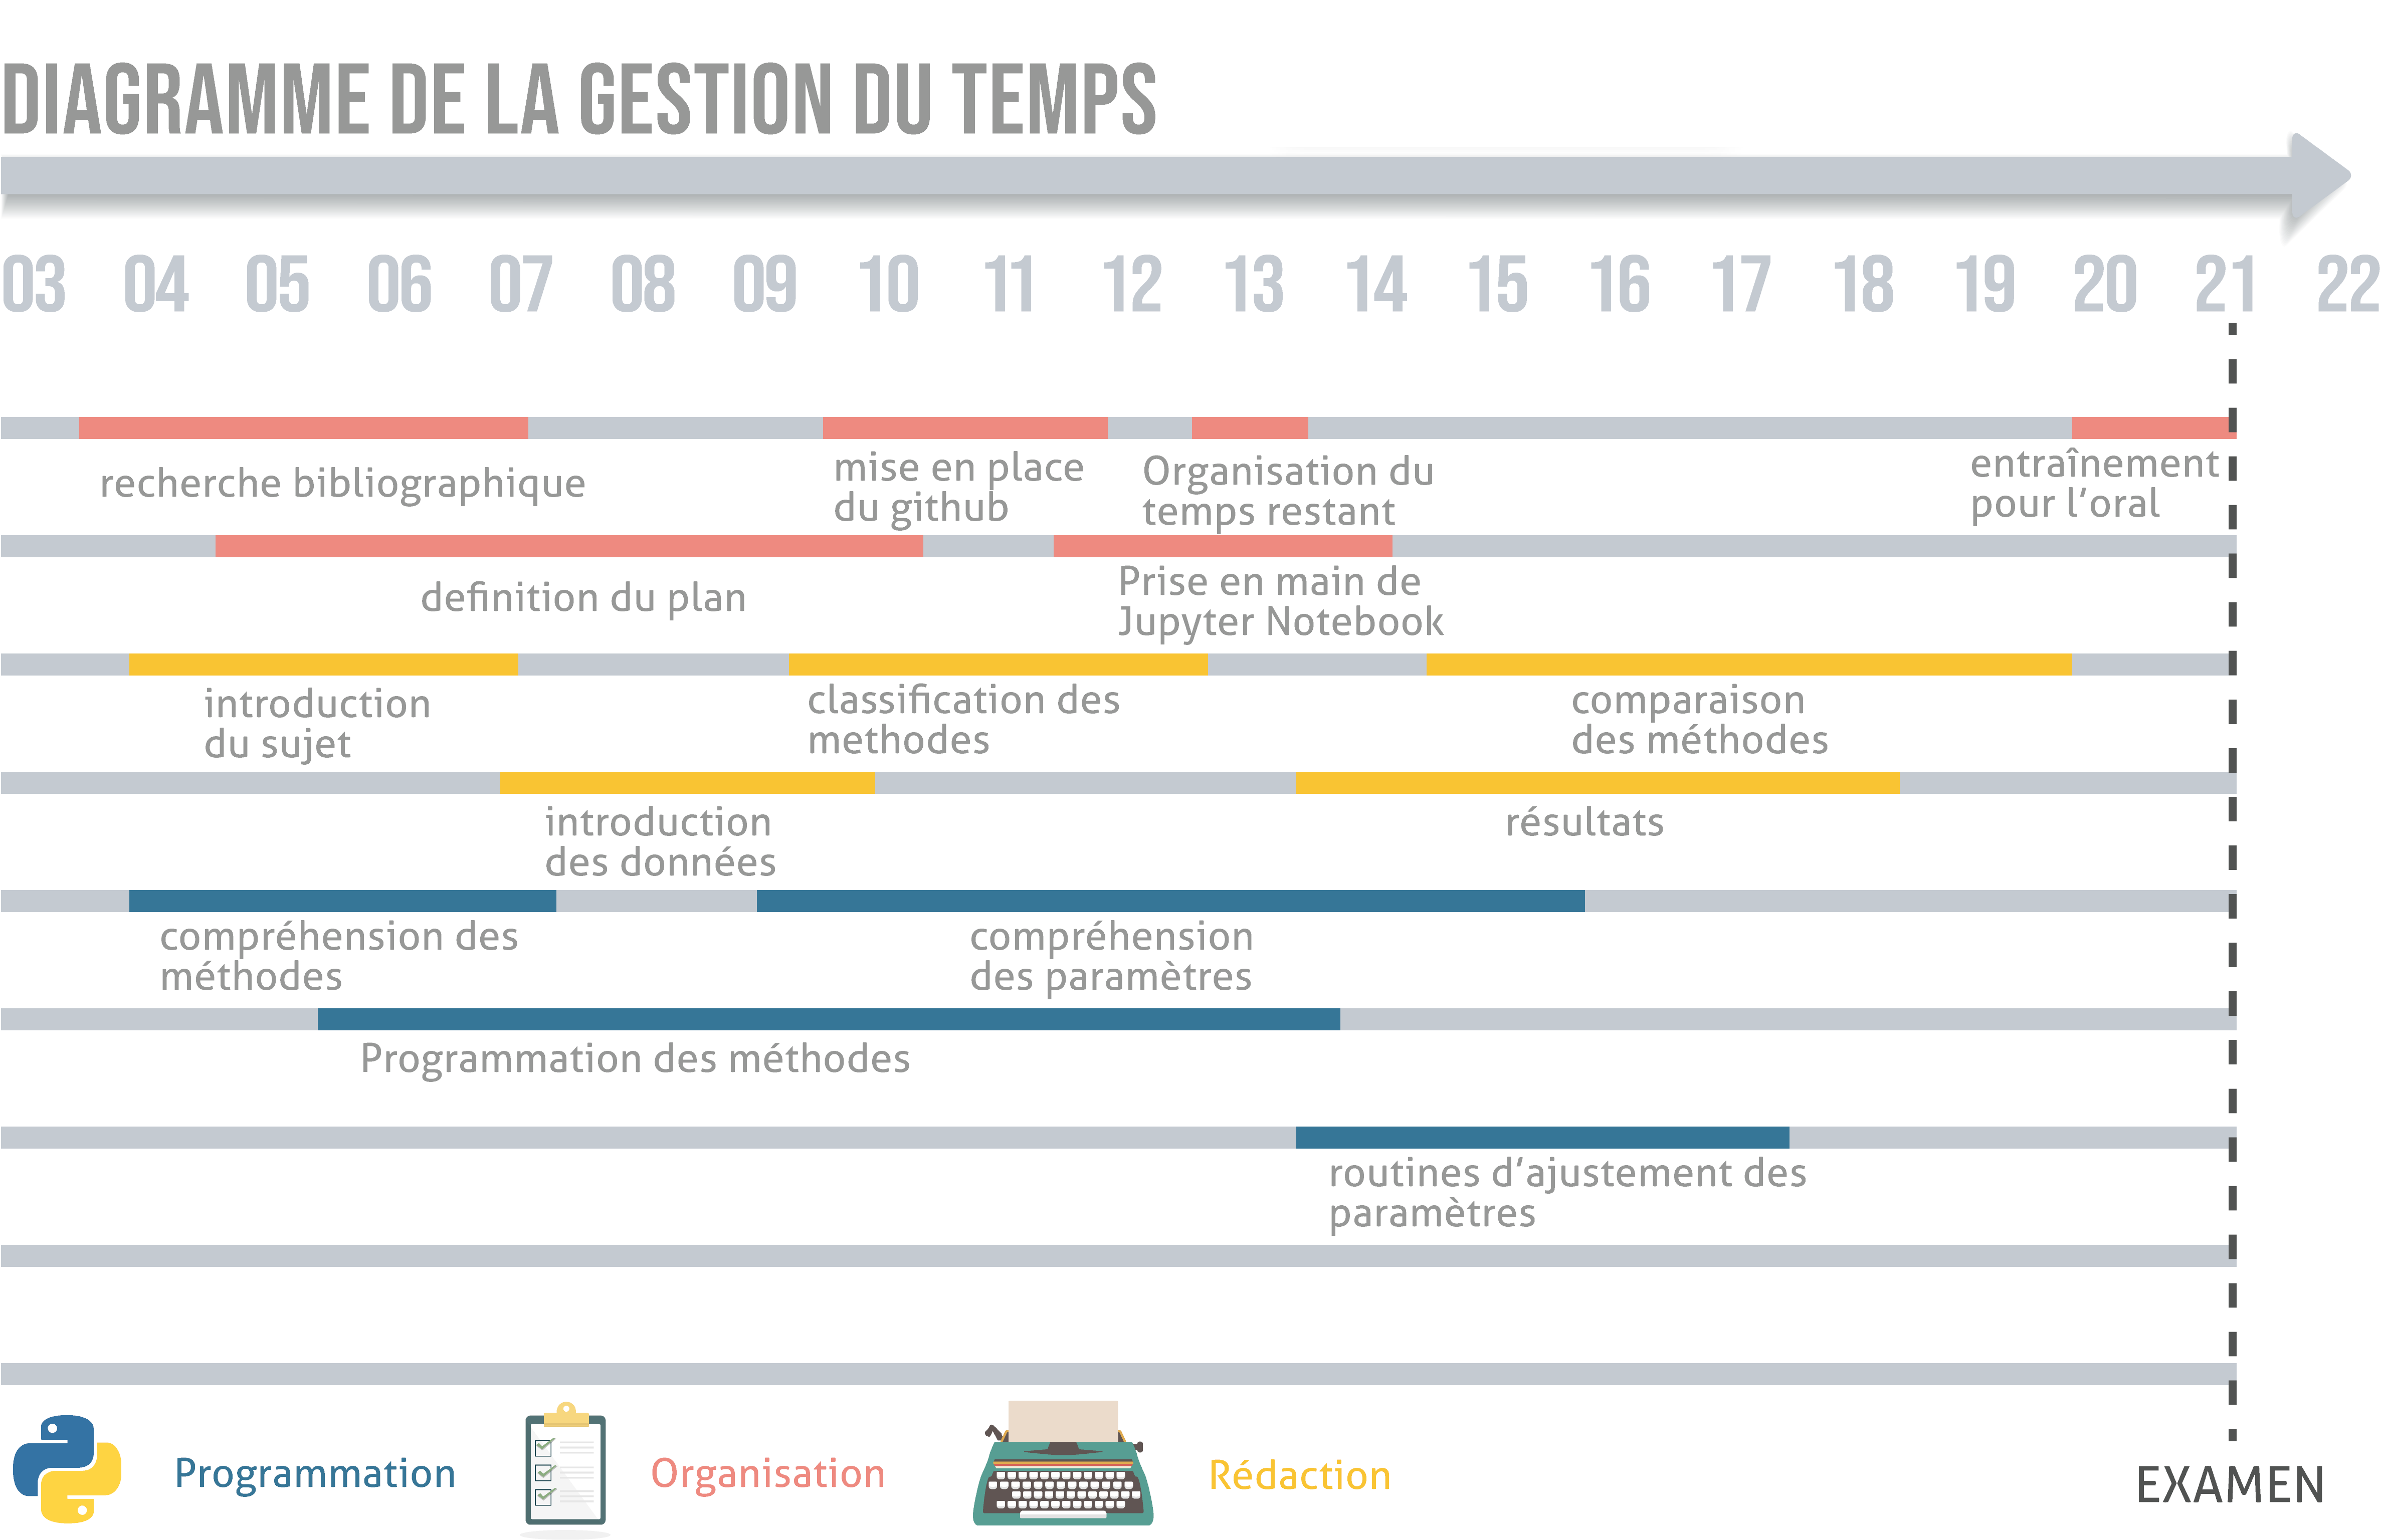 DIAGRAMME DE LA GESTION DU TEMPS
03 04 05 06 07 08 09 10 11 12 13 14 15 16 17 18 19 20 21 22
recherche bibliographique
mise en place
du github
Organisation du
temps restant
entraînement
pour l'oral
definition du plan
Prise en main de
Jupyter Notebook
introduction
du sujet
classification des
methodes
comparaison
des méthodes
introduction
des données
résultats
compréhension des
méthodes
compréhension
des paramètres
Programmation des méthodes
routines d'ajustement des
paramètres
Programmation
Organisation
Rédaction
EXAMEN